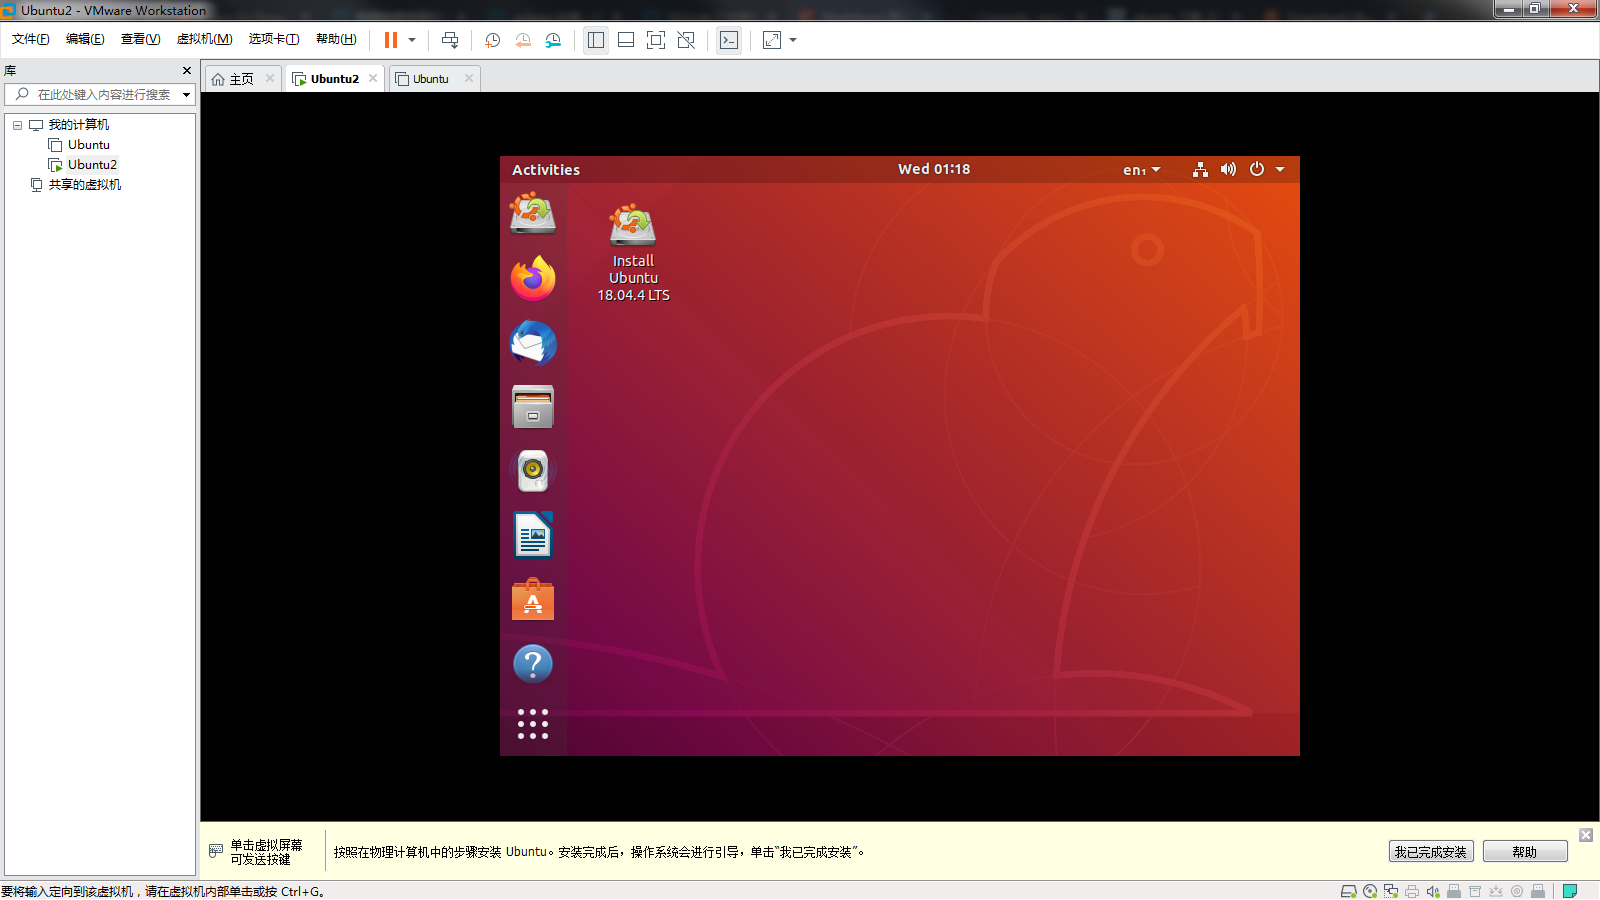 Ubuntu2 - VMware Workstation
文件(F) 编辑(E) 查看(V) 虚拟机(M) 选项卡(T) 帮助(H)
库
在此处键入内容进行搜索
我的计算机
Ubuntu
Ubuntu2
共享的虚拟机
主页 Ubuntu2 Ubuntu
Activities Wed 01:18 en₁
Install
Ubuntu
18.04.4 LTS
单击虚拟屏幕
可发送按键
按照在物理计算机中的步骤安装 Ubuntu。安装完成后，操作系统会进行引导，单击“我已完成安装”。
我已完成安装 帮助
要将输入定向到该虚拟机，请在虚拟机内部单击或按 Ctrl+G。